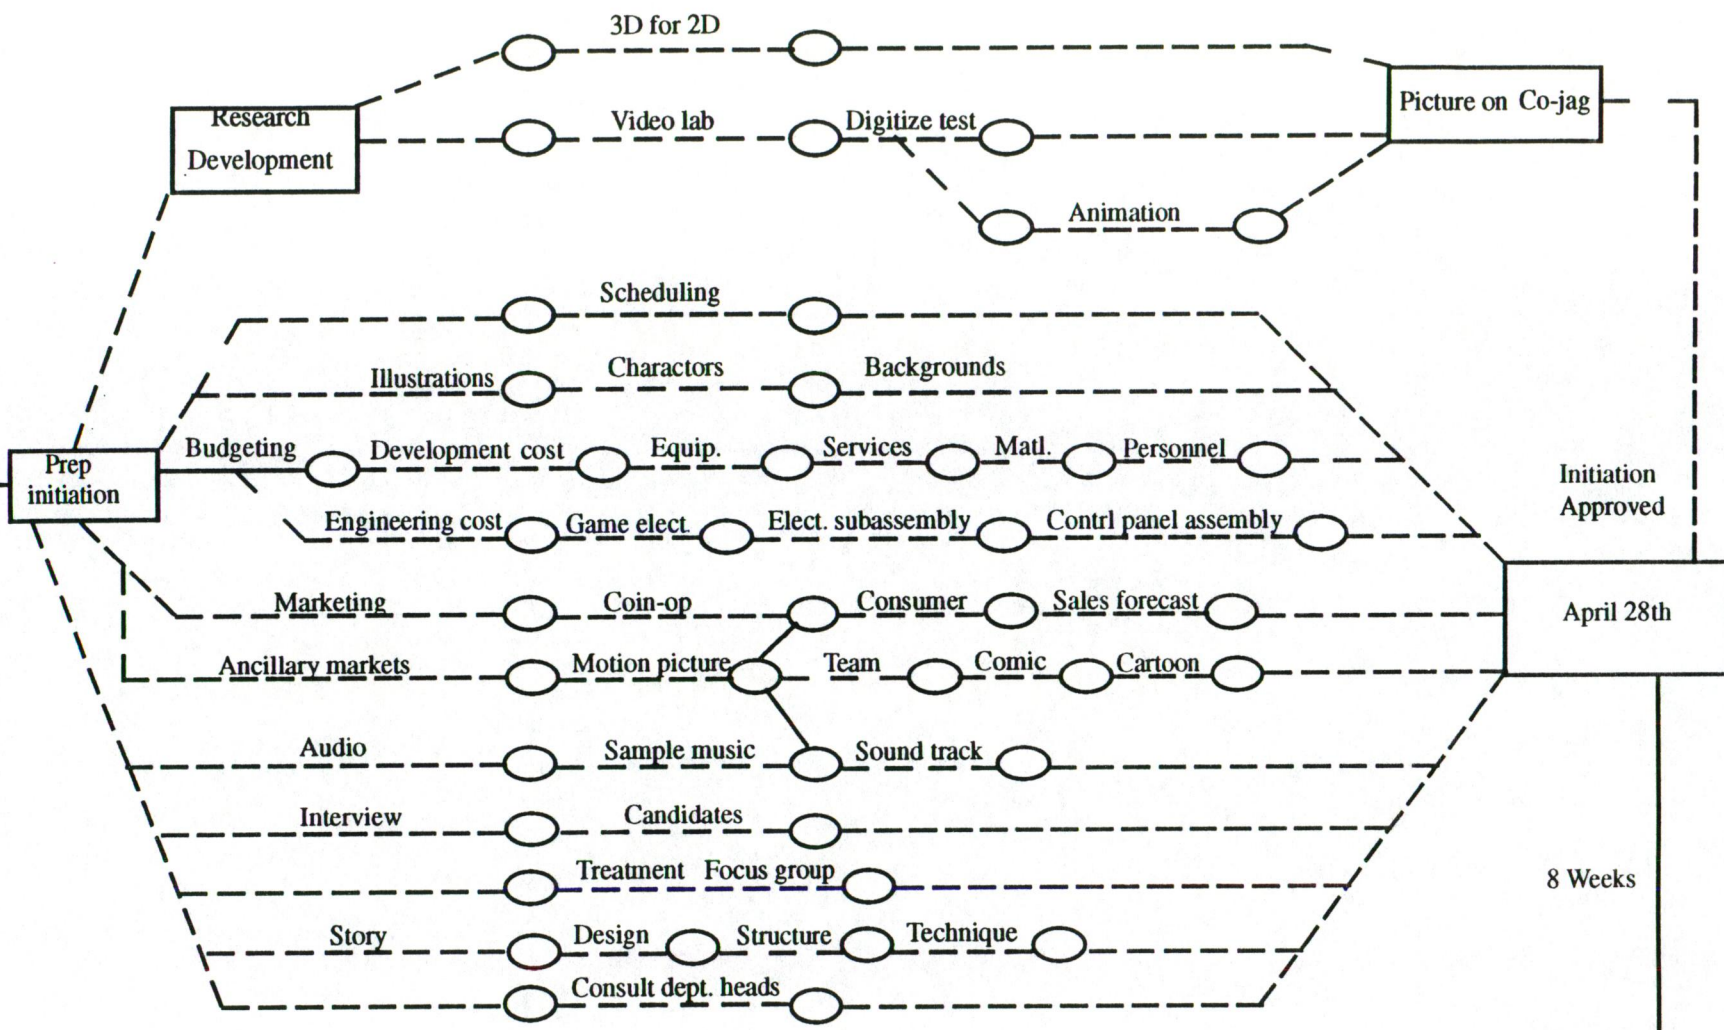 3D for 2D
Research
Development
Video lab
Digitize test
Picture on Co-jag
Animation
Scheduling
Illustrations
Charactors
Backgrounds
Prep
initiation
Budgeting
Development cost
Equip.
Services
Matl.
Personnel
Initiation
Approved
Engineering cost
Game elect.
Elect. subassembly
Contrl panel assembly
Marketing
Coin-op
Consumer
Sales forecast
April 28th
Ancillary markets
Motion picture
Team
Comic
Cartoon
Audio
Sample music
Sound track
Interview
Candidates
Treatment Focus group
8 Weeks
Story
Design
Structure
Technique
Consult dept. heads